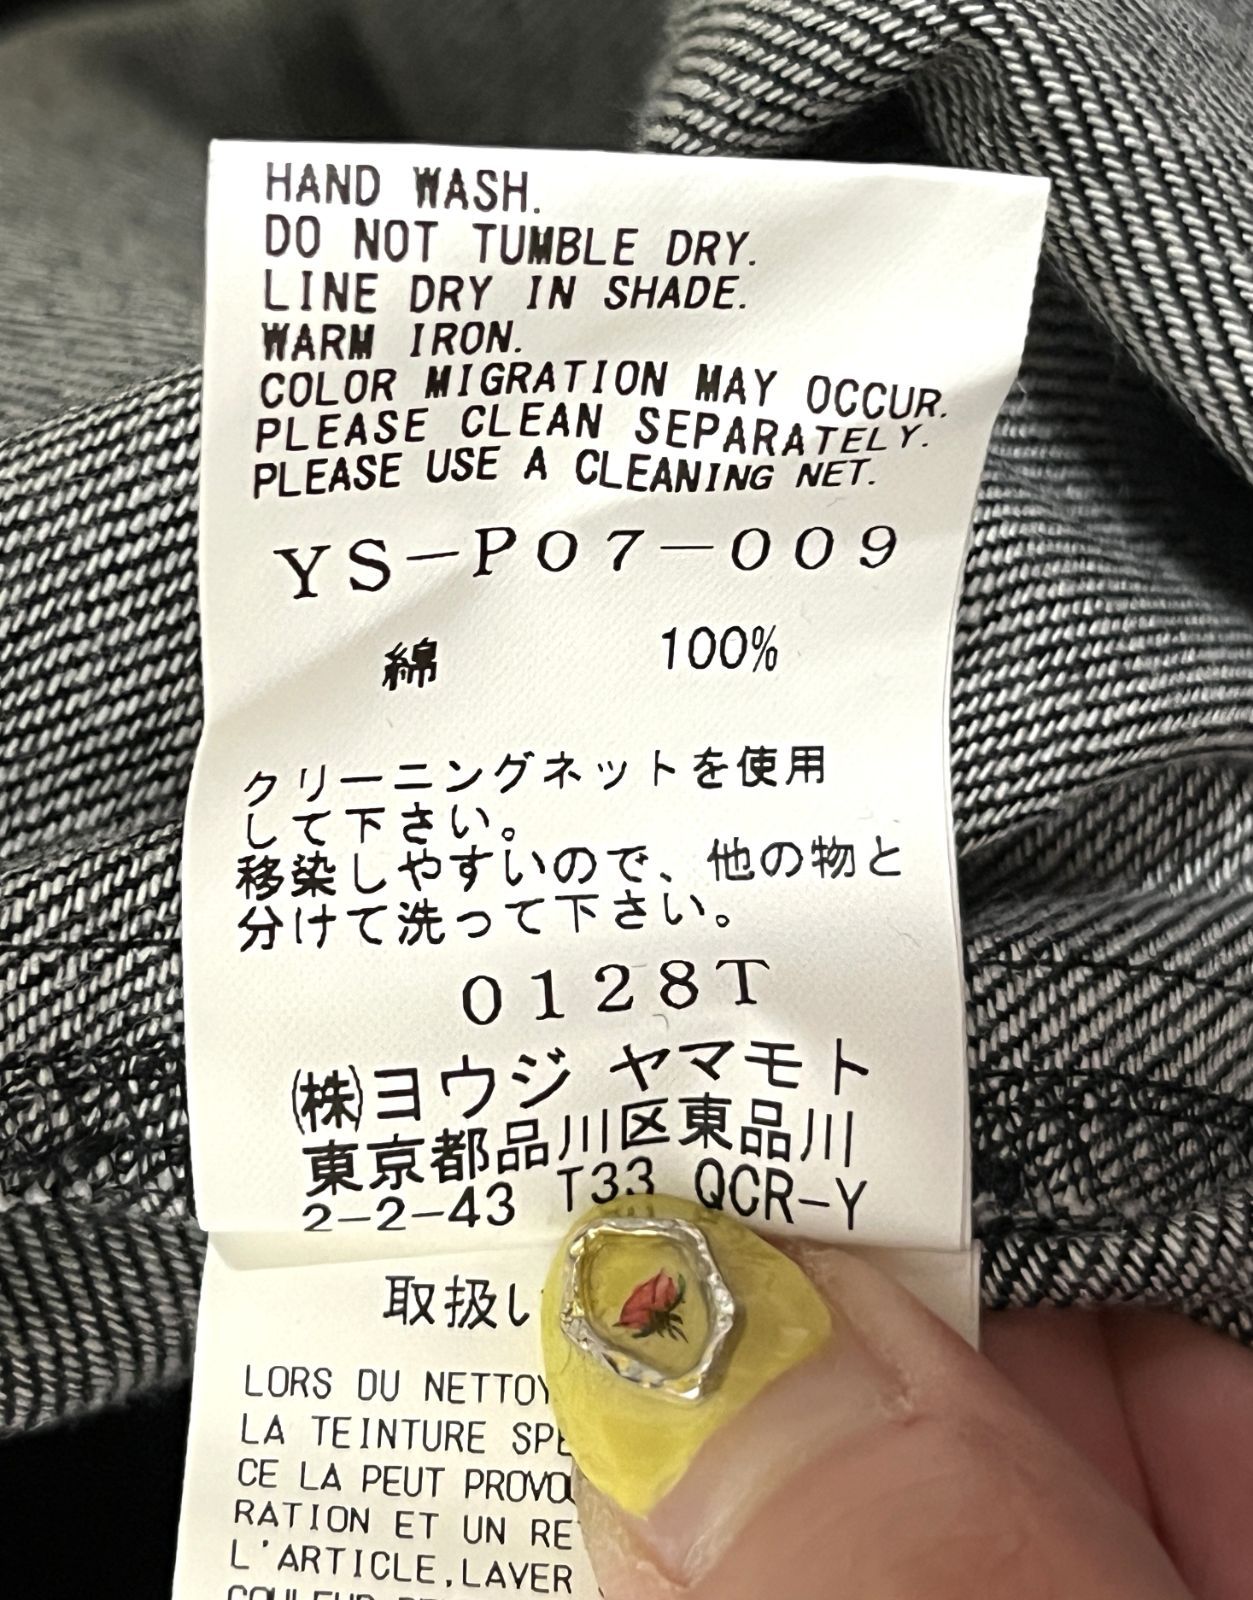 HAND WASH.
DO NOT TUMBLE DRY.
LINE DRY IN SHADE.
WARM IRON.
COLOR MIGRATION MAY OCCUR.
PLEASE CLEAN SEPARATELY.
PLEASE USE A CLEANING NET.
YS-P07-009
綿 100%
クリーニングネットを使用
して下さい。
移染しやすいので、他の物と
分けて洗って下さい。
0128T
㈱ヨウジ ヤマモト
東京都品川区東品川
2-2-43 T33 QCR-Y
取扱い
LORS DU
LA TEINTURE
CE LA PEUT
RATION ET UN
L'ARTICLE,LAVER